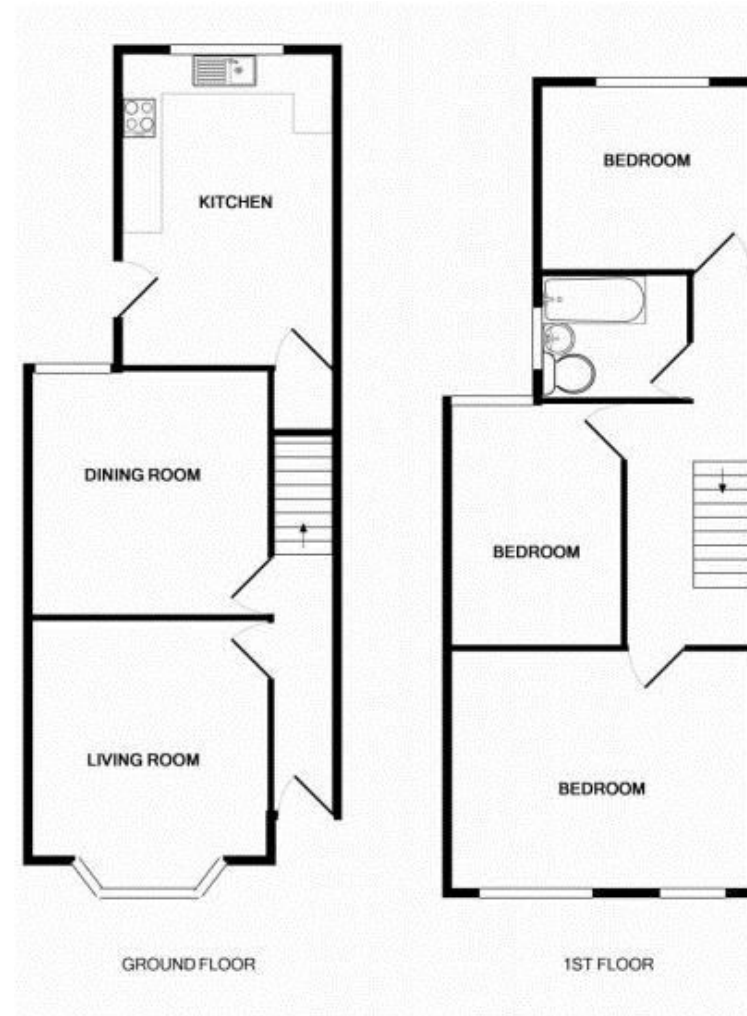 KITCHEN
DINING ROOM
LIVING ROOM
GROUND FLOOR
BEDROOM
BEDROOM
BEDROOM
1ST FLOOR